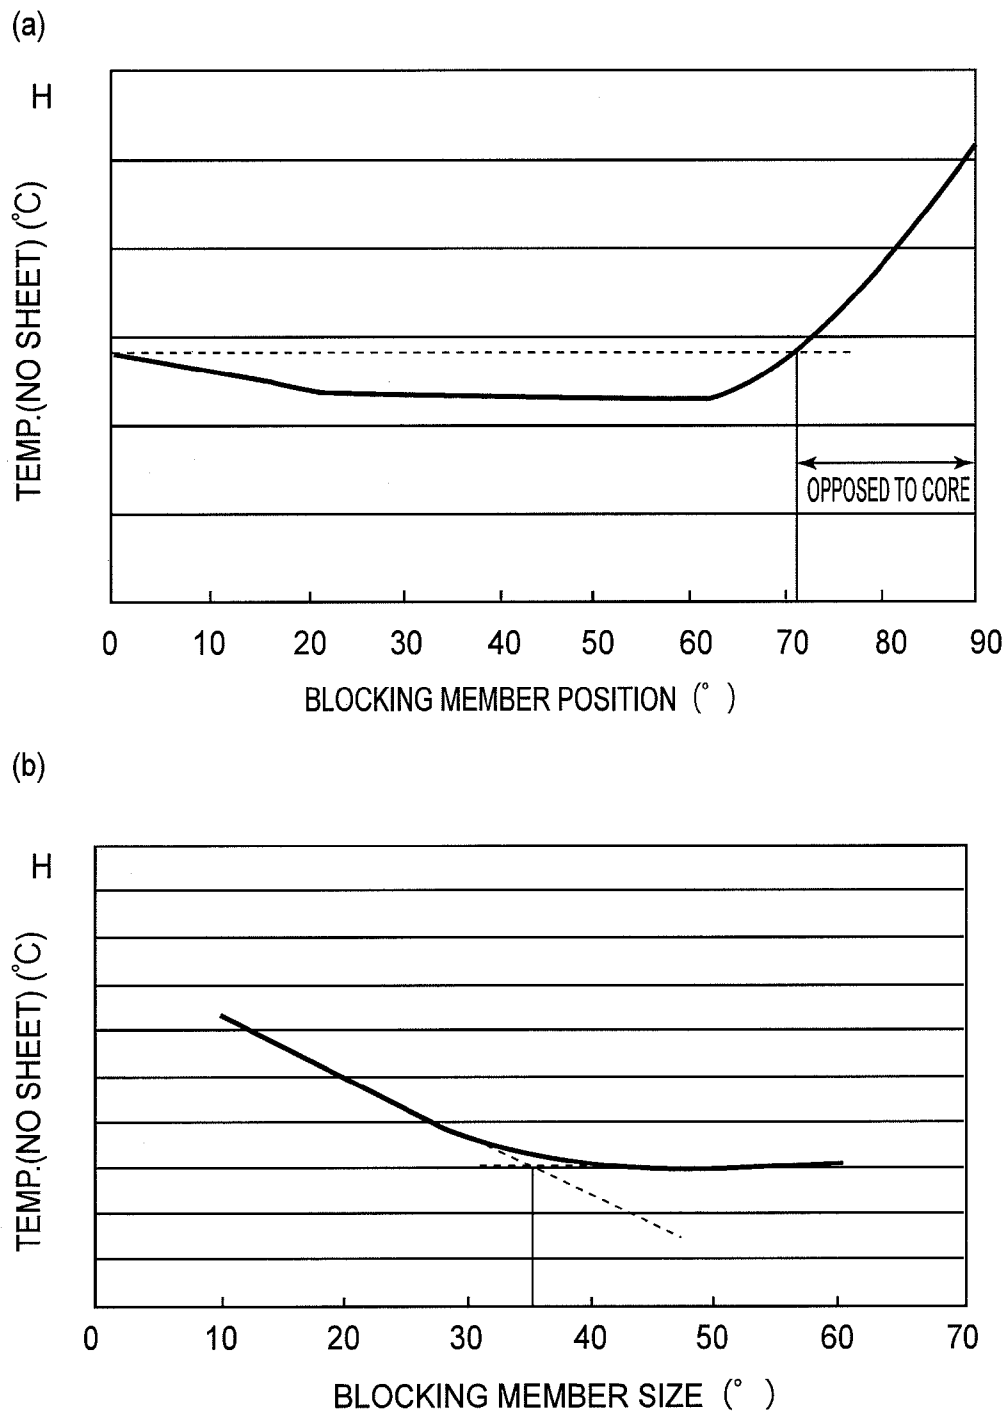 (a)
H
TEMP.(NO SHEET) (°C)
OPPOSED TO CORE
0 10 20 30 40 50 60 70 80 90
BLOCKING MEMBER POSITION (° )
(b)
H
TEMP.(NO SHEET) (°C)
0 10 20 30 40 50 60 70
BLOCKING MEMBER SIZE (° )